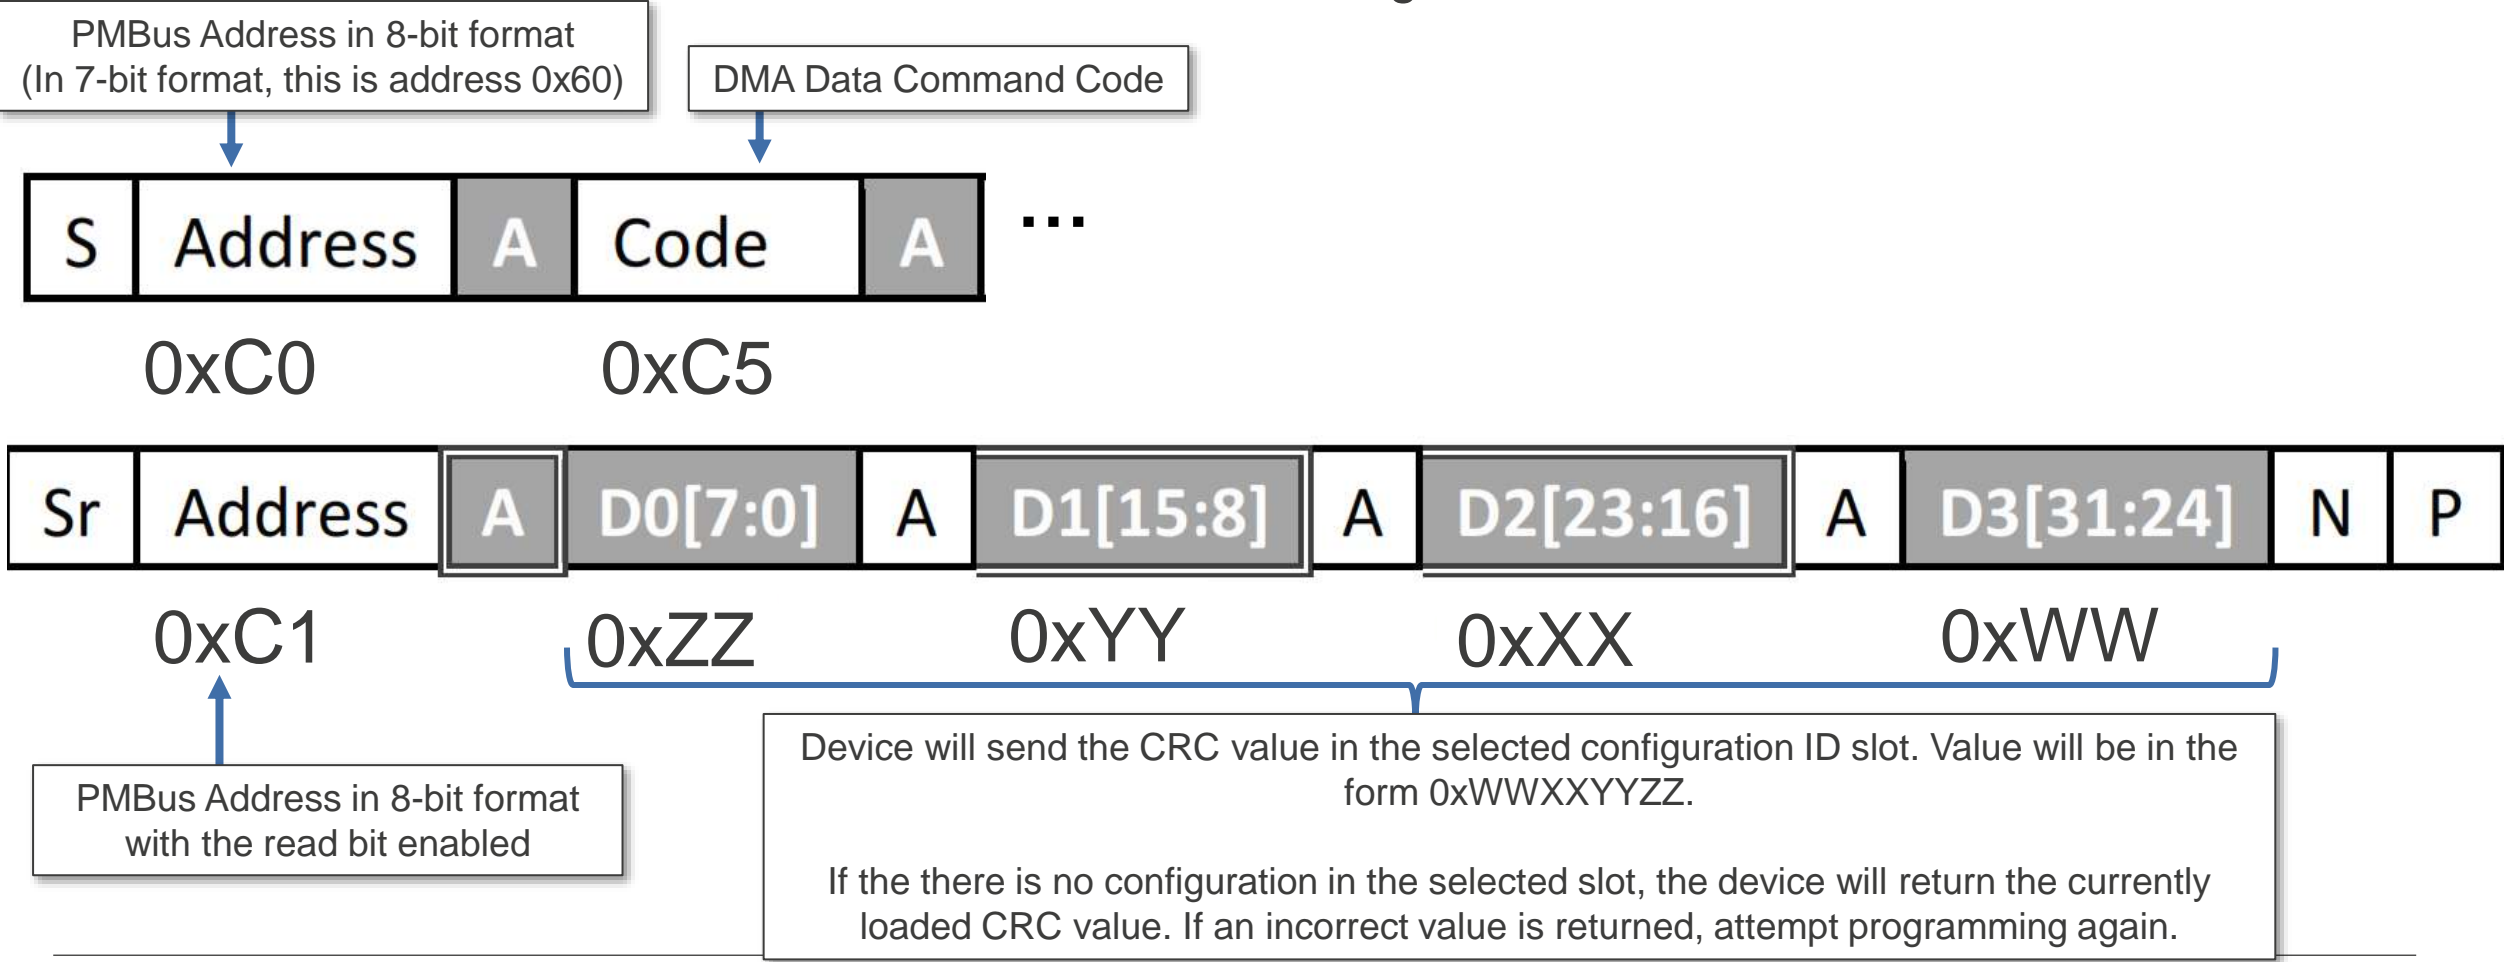 PMBus Address in 8-bit format
(In 7-bit format, this is address 0x60)
DMA Data Command Code
S Address A Code A ...
0xC0 0xC5
Sr Address A D0[7:0] A D1[15:8] A D2[23:16] A D3[31:24] N P
0xC1 0xZZ 0xYY 0xXX 0xWW
PMBus Address in 8-bit format
with the read bit enabled
Device will send the CRC value in the selected configuration ID slot. Value will be in the
form 0xWWXXYYZZ.
If the there is no configuration in the selected slot, the device will return the currently
loaded CRC value. If an incorrect value is returned, attempt programming again.